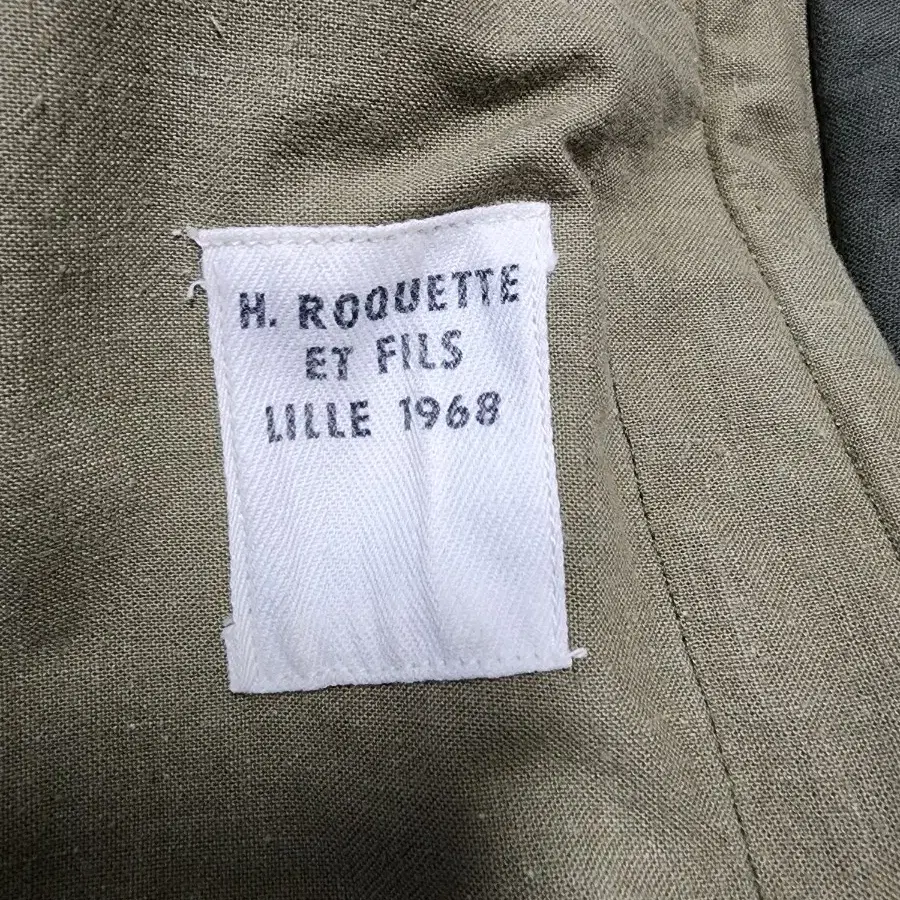 H. ROQUETTE
ET FILS
LILLE 1968